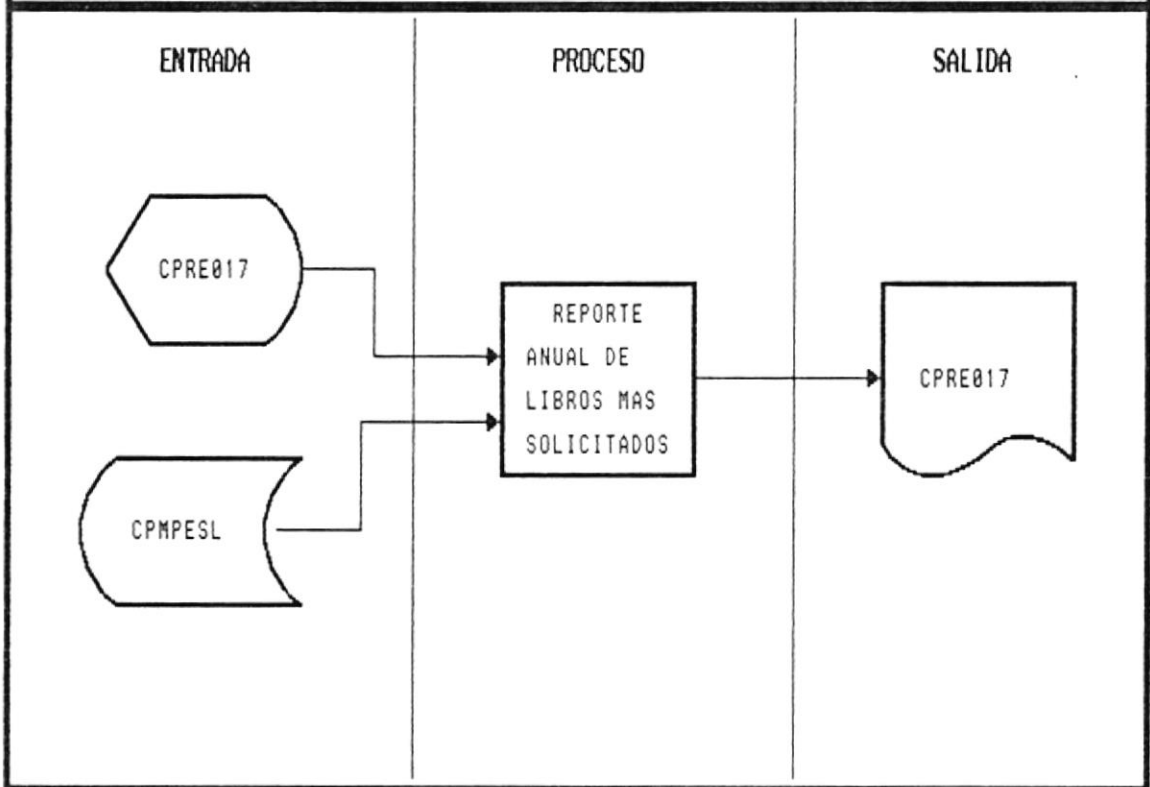 ENTRADA
PROCESO
SALIDA
CPRE017
REPORTE
ANUAL DE
LIBROS MAS
SOLICITADOS
CPRE017
CPMPESL